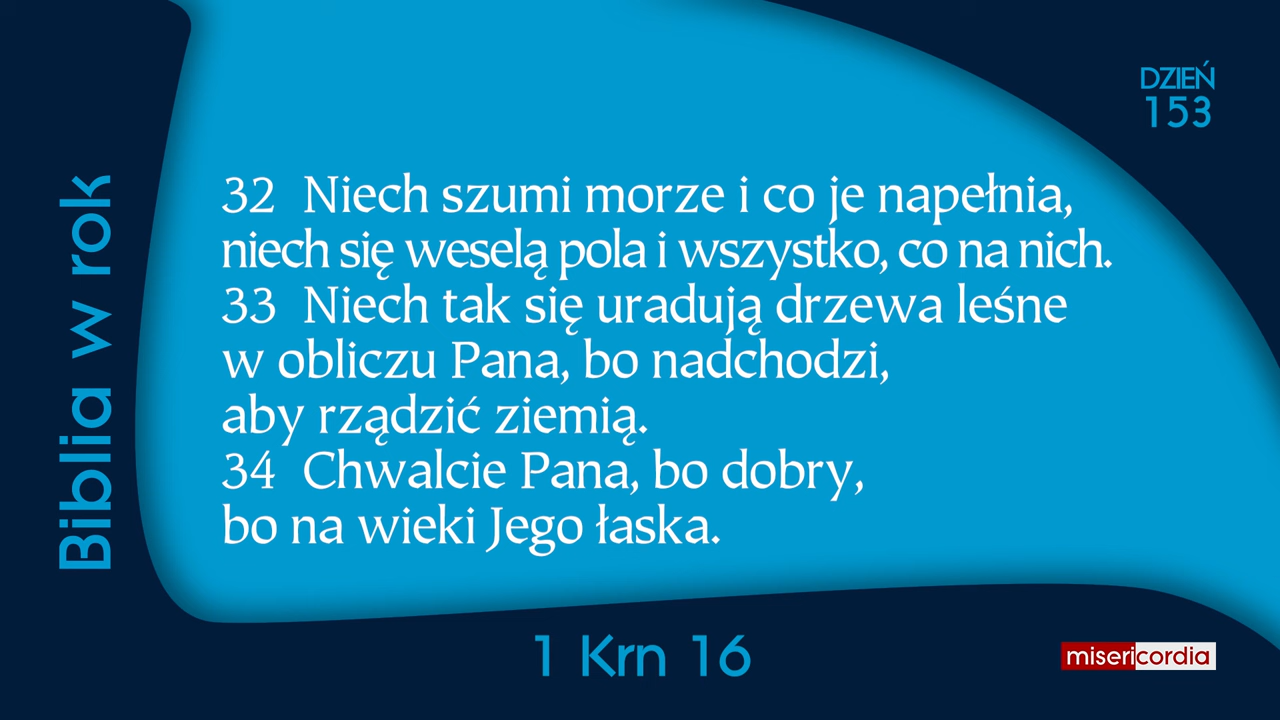 DZIEŃ
153
Biblia w rok
32 Niech szumi morze i co je napełnia,
niech się weselą pola i wszystko, co na nich.
33 Niech tak się uradują drzewa leśne
w obliczu Pana, bo nadchodzi,
aby rządzić ziemią.
34 Chwalcie Pana, bo dobry,
bo na wieki Jego łaska.
1 Krn 16
misericordia